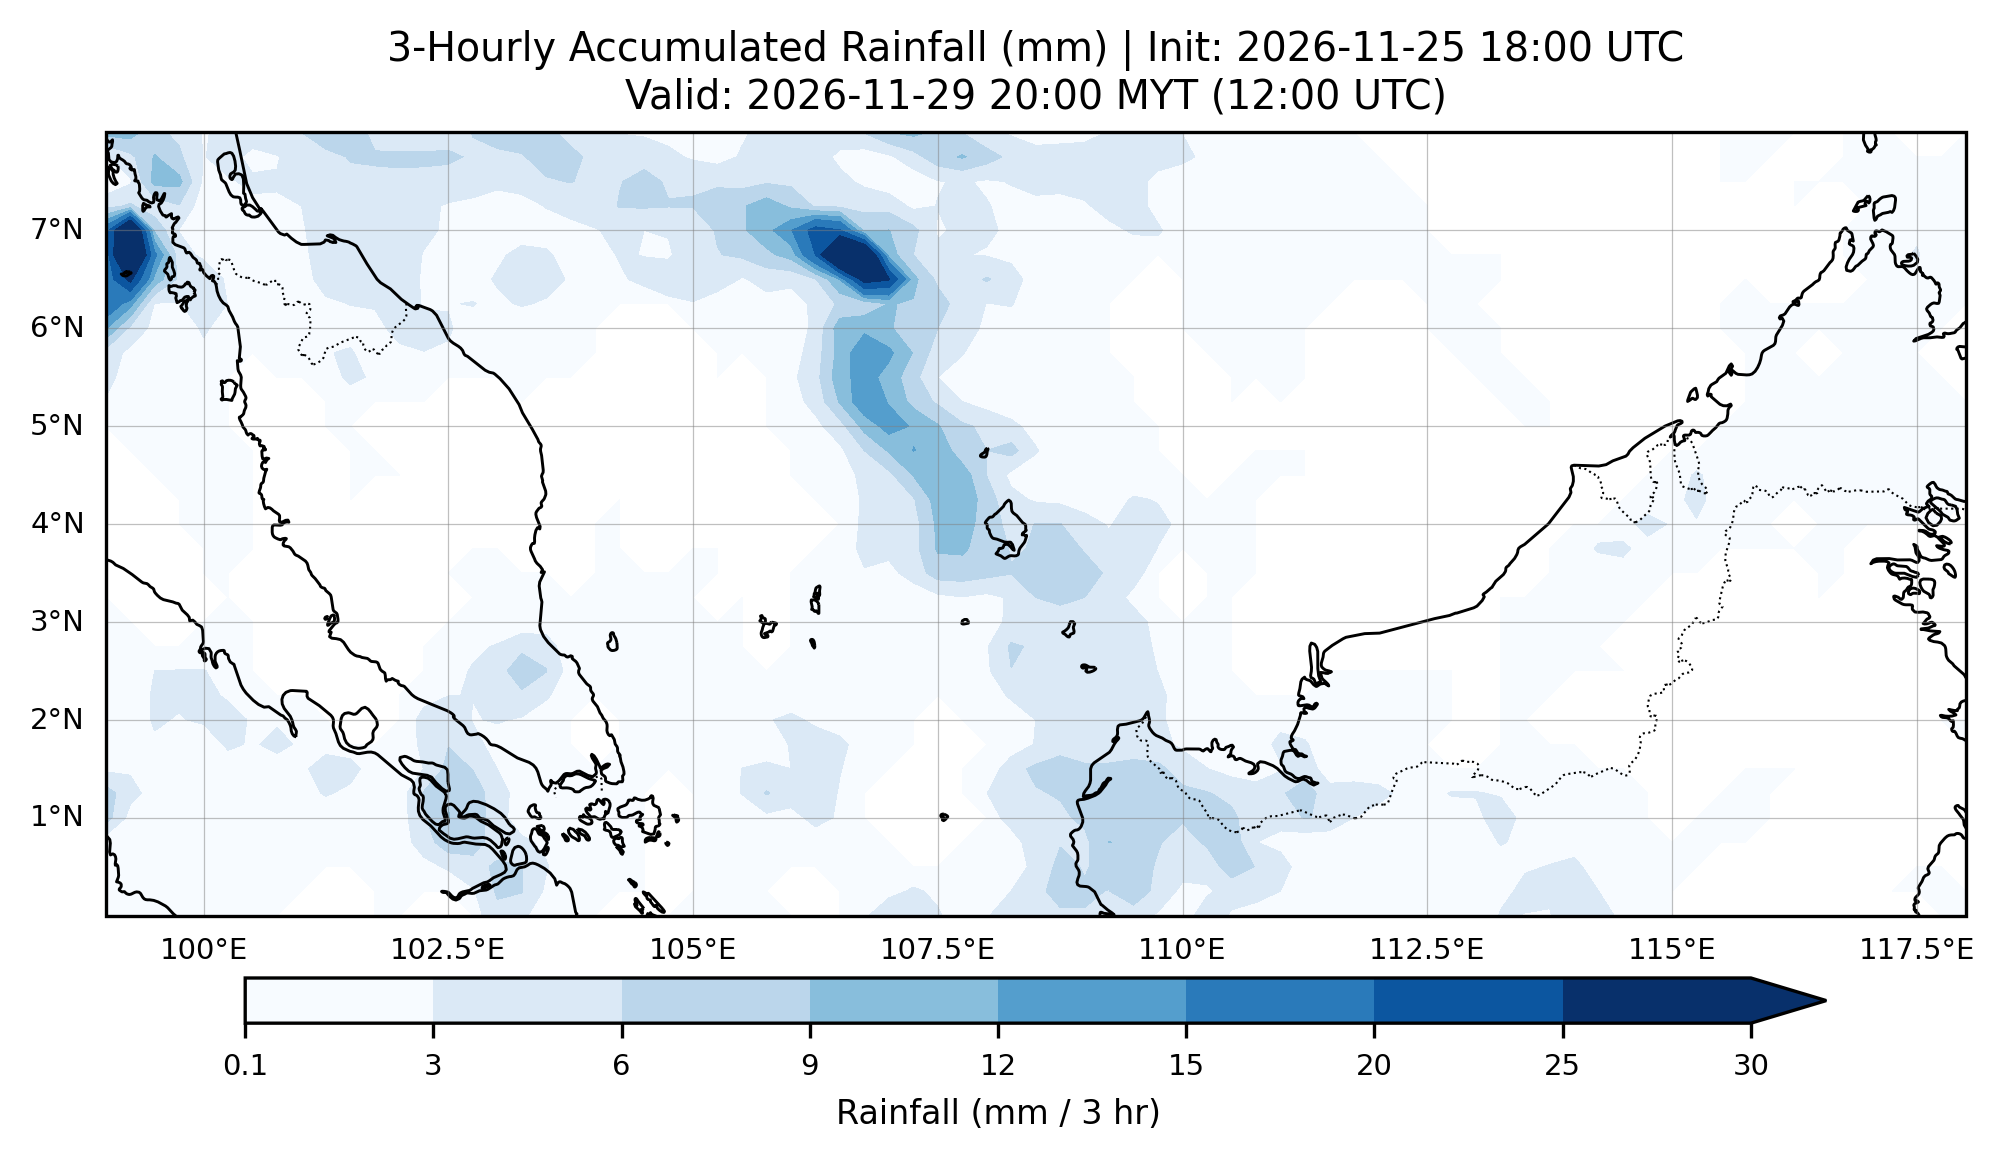 3-Hourly Accumulated Rainfall (mm) | Init: 2026-11-25 18:00 UTC
Valid: 2026-11-29 20:00 MYT (12:00 UTC)
7°N
6°N
5°N
4°N
3°N
2°N
1°N
100°E 102.5°E 105°E 107.5°E 110°E 112.5°E 115°E 117.5°E
0.1 3 6 9 12 15 20 25 30
Rainfall (mm / 3 hr)